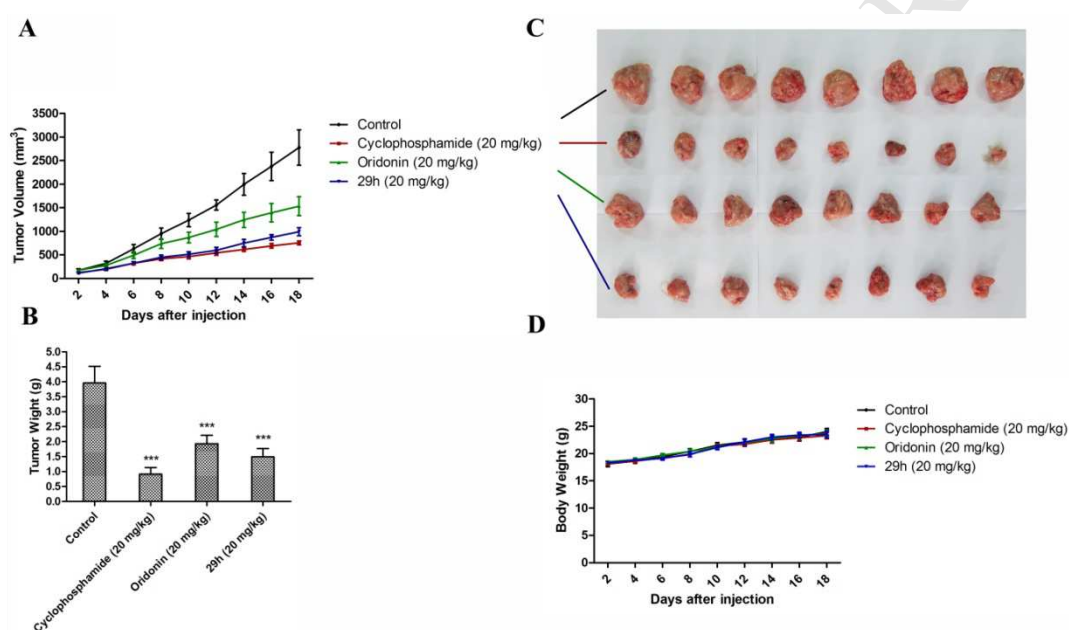 A
3500
3000
2500
2000
1500
1000
500
0
Tumor Volume (mm³)
2 4 6 8 10 12 14 16 18
Days after injection
Control
Cyclophosphamide (20 mg/kg)
Oridonin (20 mg/kg)
29h (20 mg/kg)
B
5.0
4.5
4.0
3.5
3.0
2.5
2.0
1.5
1.0
0.5
0.0
Tumor Wight (g)
***
***
***
Control
Cyclophosphamide (20 mg/kg)
Oridonin (20 mg/kg)
29h (20 mg/kg)
C
D
30
25
20
15
10
5
0
Body Weight (g)
2 4 6 8 10 12 14 16 18
Days after injection
Control
Cyclophosphamide (20 mg/kg)
Oridonin (20 mg/kg)
29h (20 mg/kg)